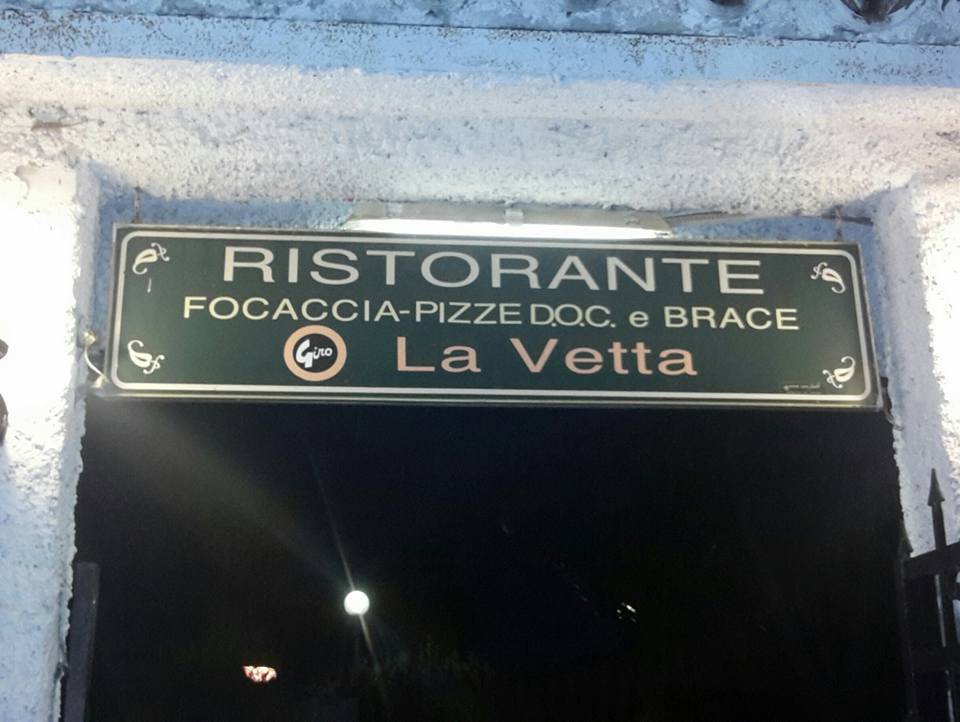 RISTORANTE
FOCACCIA-PIZZE D.O.C. e BRACE
Giro La Vetta